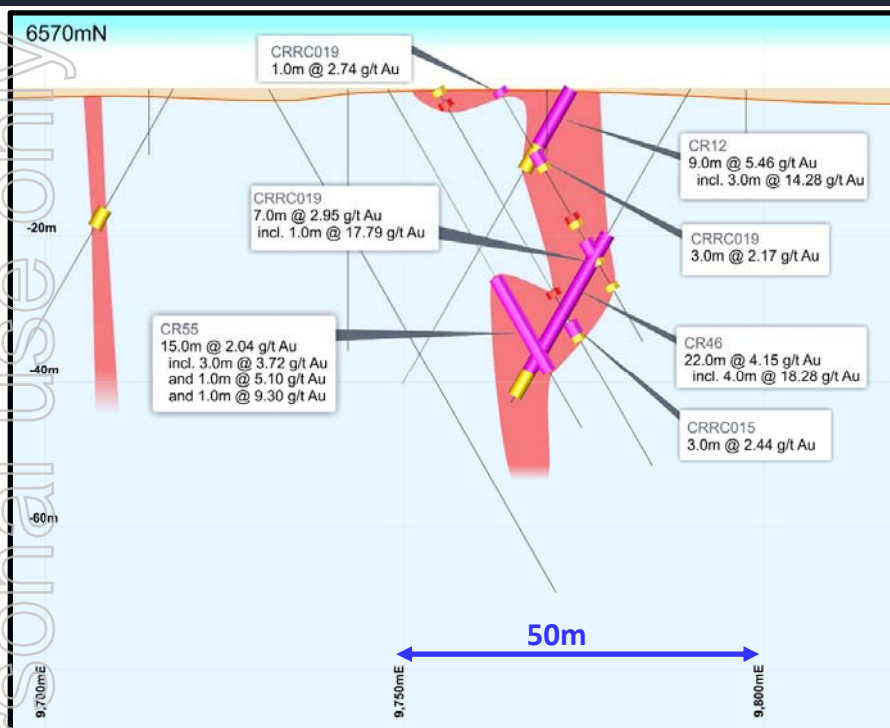 6570mN
CRRC019
1.0m @ 2.74 g/t Au
CR12
9.0m @ 5.46 g/t Au
incl. 3.0m @ 14.28 g/t Au
CRRC019
7.0m @ 2.95 g/t Au
incl. 1.0m @ 17.79 g/t Au
-20m
CRRC019
3.0m @ 2.17 g/t Au
CR55
15.0m @ 2.04 g/t Au
incl. 3.0m @ 3.72 g/t Au
and 1.0m @ 5.10 g/t Au
and 1.0m @ 9.30 g/t Au
CR46
22.0m @ 4.15 g/t Au
incl. 4.0m @ 18.28 g/t Au
-40m
CRRC015
3.0m @ 2.44 g/t Au
-60m
50m
9,700mE
9,750mE
9,800mE
sonal use only